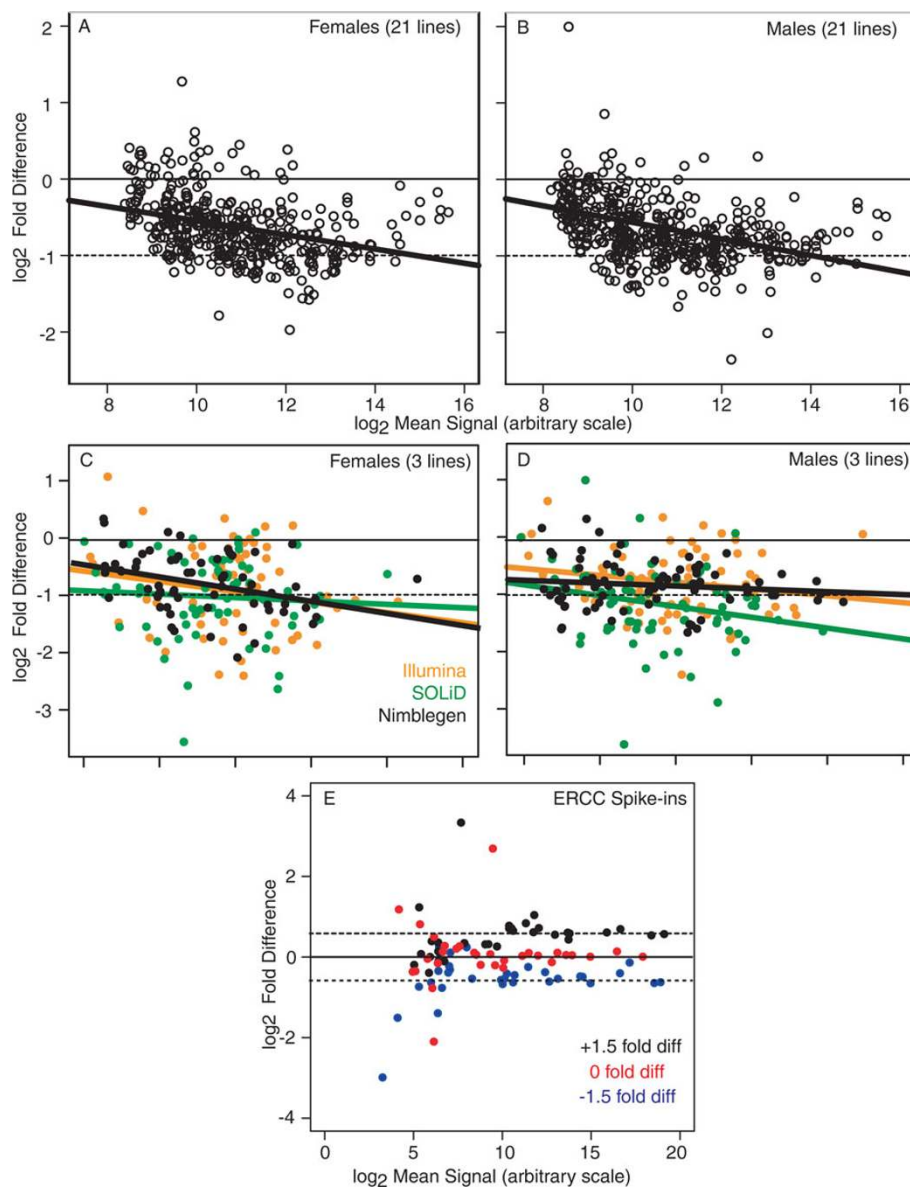 A Females (21 lines)
B Males (21 lines)
2
1
0
-1
-2
log2 Fold Difference
8 10 12 14 16
8 10 12 14 16
log2 Mean Signal (arbitrary scale)
C Females (3 lines)
D Males (3 lines)
1
0
-1
-2
-3
log2 Fold Difference
Illumina
SOLiD
Nimblegen
E ERCC Spike-ins
4
2
0
-2
-4
log2 Fold Difference
+1.5 fold diff
0 fold diff
-1.5 fold diff
0 5 10 15 20
log2 Mean Signal (arbitrary scale)